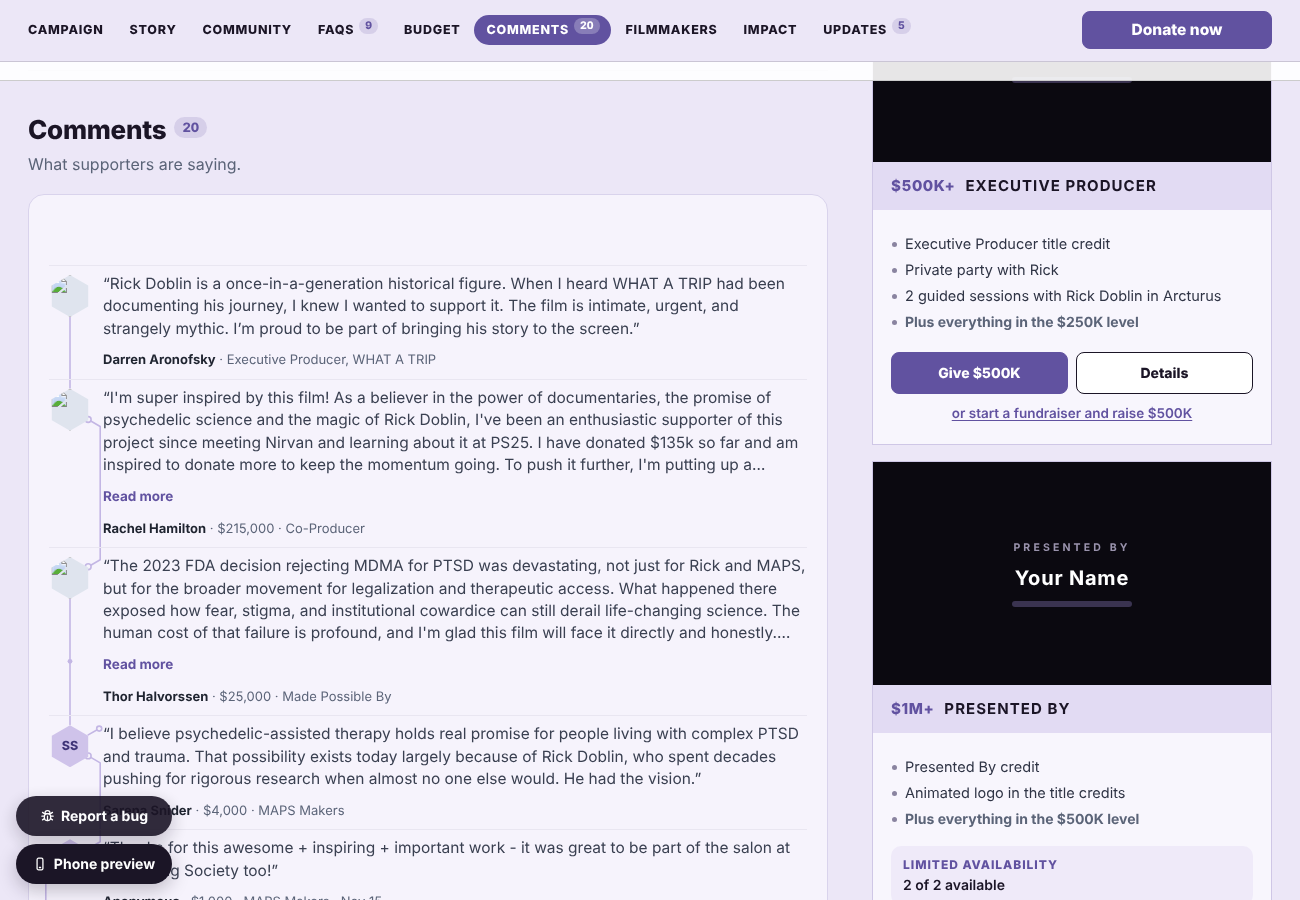 CAMPAIGN STORY COMMUNITY FAQS 9 BUDGET COMMENTS 20 FILMMAKERS IMPACT UPDATES 5 Donate now
Comments 20
What supporters are saying.
“Rick Doblin is a once-in-a-generation historical figure. When I heard WHAT A TRIP had been
documenting his journey, I knew I wanted to support it. The film is intimate, urgent, and
strangely mythic. I’m proud to be part of bringing his story to the screen.”
Darren Aronofsky · Executive Producer, WHAT A TRIP
“I'm super inspired by this film! As a believer in the power of documentaries, the promise of
psychedelic science and the magic of Rick Doblin, I've been an enthusiastic supporter of this
project since meeting Nirvan and learning about it at PS25. I have donated $135k so far and am
inspired to donate more to keep the momentum going. To push it further, I'm putting up a...
Read more
Rachel Hamilton · $215,000 · Co-Producer
“The 2023 FDA decision rejecting MDMA for PTSD was devastating, not just for Rick and MAPS,
but for the broader movement for legalization and therapeutic access. What happened there
exposed how fear, stigma, and institutional cowardice can still derail life-changing science. The
human cost of that failure is profound, and I'm glad this film will face it directly and honestly....
Read more
Thor Halvorssen · $25,000 · Made Possible By
SS
“I believe psychedelic-assisted therapy holds real promise for people living with complex PTSD
and trauma. That possibility exists today largely because of Rick Doblin, who spent decades
pushing for rigorous research when almost no one else would. He had the vision.”
Sarena Snider · $4,000 · MAPS Makers
“Thanks for this awesome + inspiring + important work - it was great to be part of the salon at
Society too!”
Anonymous · $1,000 · MAPS Makers · Nov 15
Report a bug
Phone preview
$500K+ EXECUTIVE PRODUCER
Executive Producer title credit
Private party with Rick
2 guided sessions with Rick Doblin in Arcturus
Plus everything in the $250K level
Give $500K Details
or start a fundraiser and raise $500K
PRESENTED BY
Your Name
$1M+ PRESENTED BY
Presented By credit
Animated logo in the title credits
Plus everything in the $500K level
LIMITED AVAILABILITY
2 of 2 available